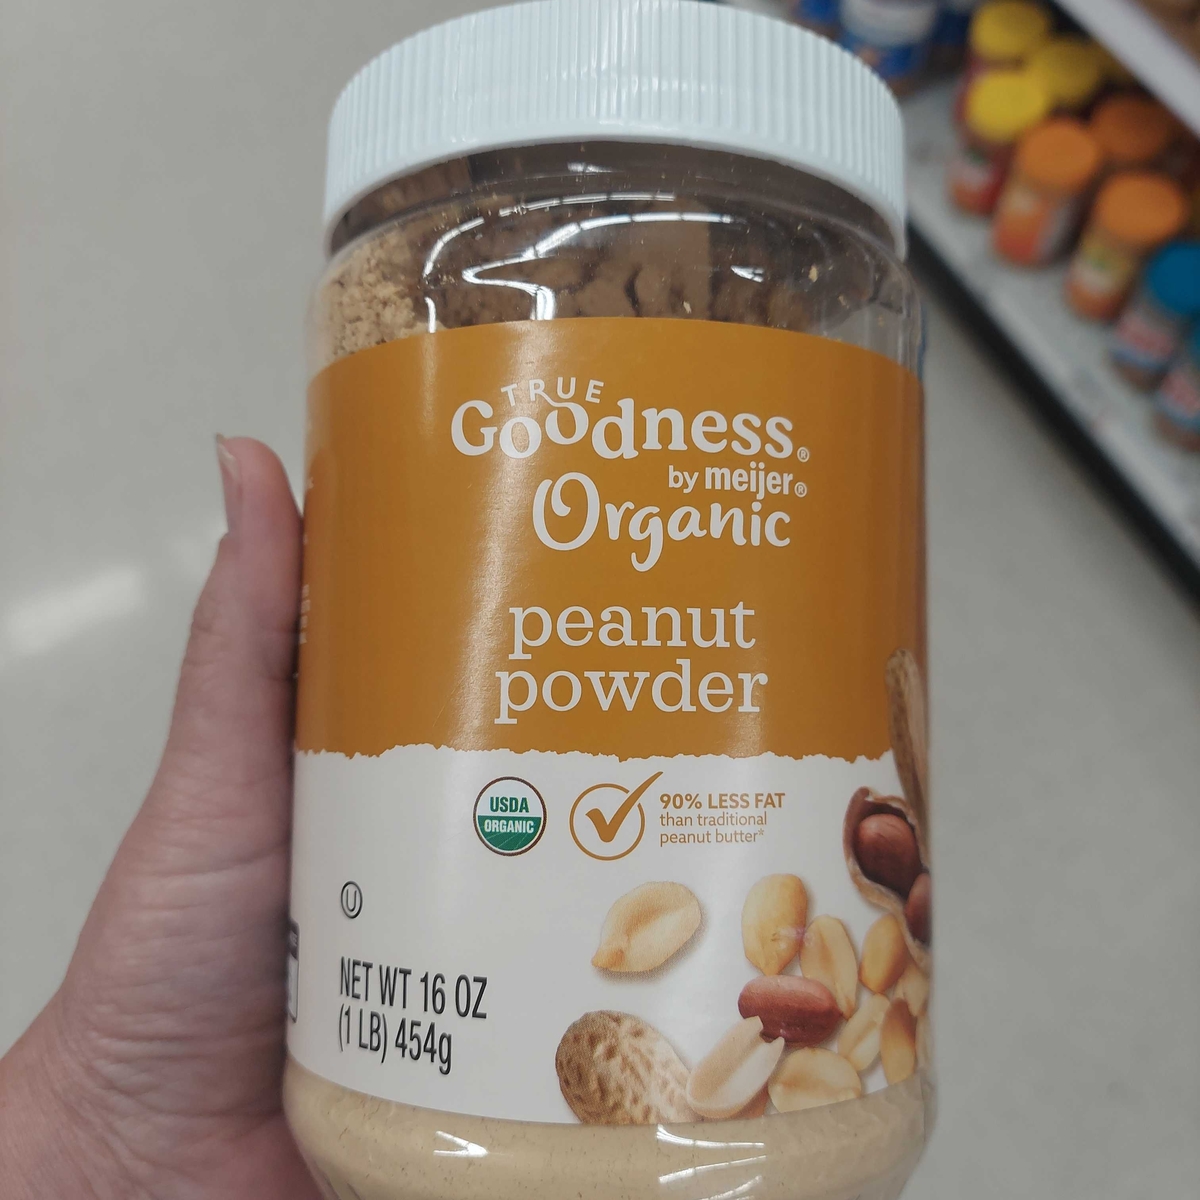 TRUE
Goodness®
by meijer®
Organic
peanut
powder
USDA
ORGANIC
90% LESS FAT
than traditional
peanut butter*
U
NET WT 16 OZ
(1 LB) 454g